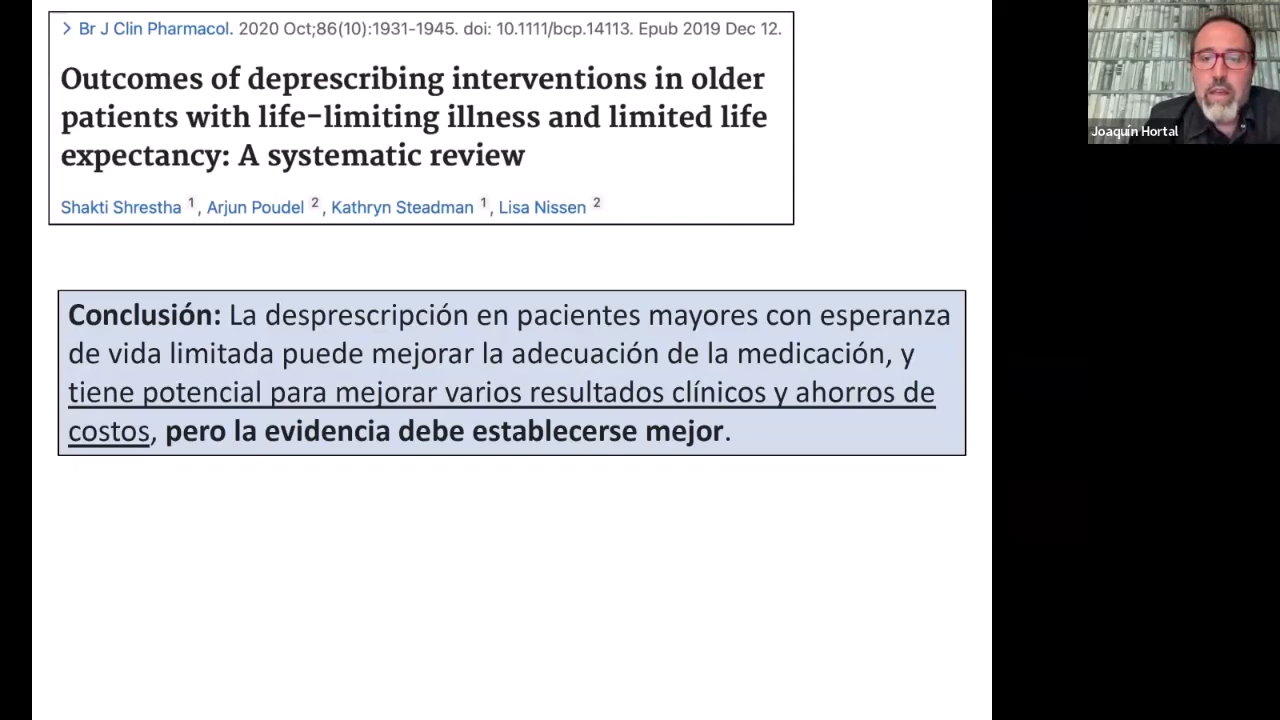 > Br J Clin Pharmacol. 2020 Oct;86(10):1931-1945. doi: 10.1111/bcp.14113. Epub 2019 Dec 12.
Outcomes of deprescribing interventions in older
patients with life-limiting illness and limited life
expectancy: A systematic review
Shakti Shrestha 1, Arjun Poudel 2, Kathryn Steadman 1, Lisa Nissen 2
Joaquín Hortal
Conclusión: La desprescripción en pacientes mayores con esperanza
de vida limitada puede mejorar la adecuación de la medicación, y
tiene potencial para mejorar varios resultados clínicos y ahorros de
costos, pero la evidencia debe establecerse mejor.